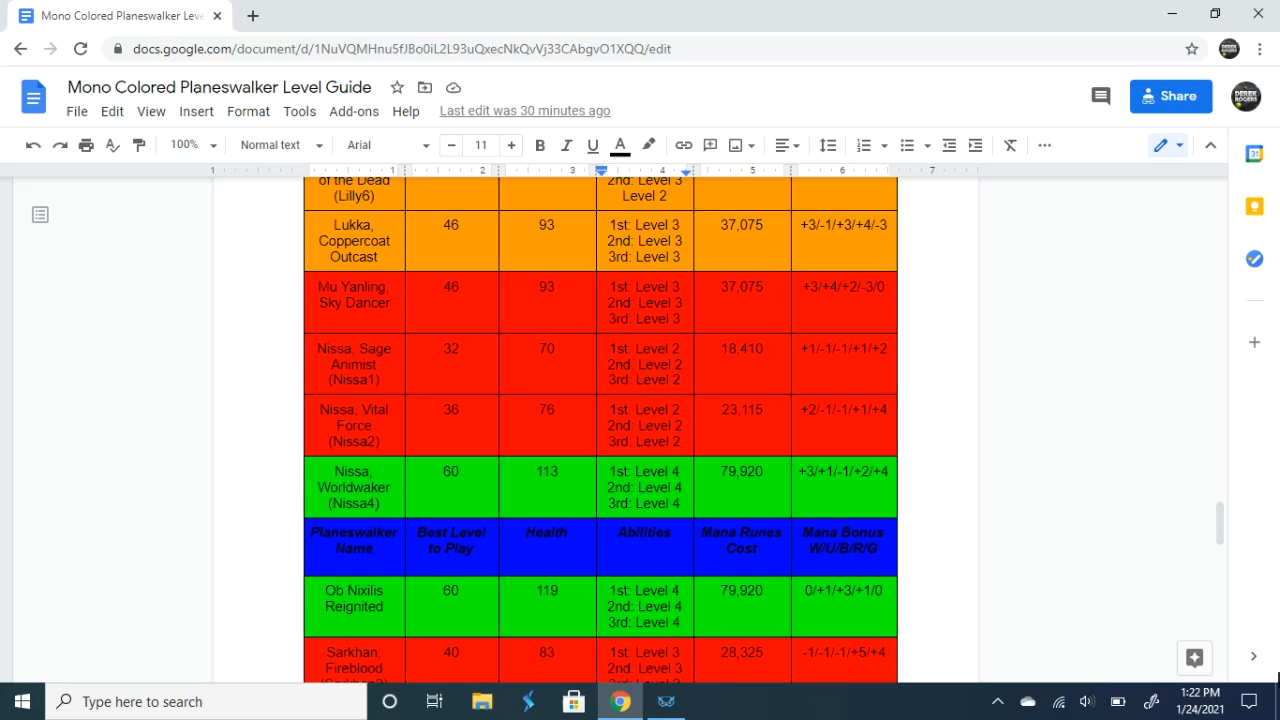 Mono Colored Planeswalker Leve
docs.google.com/document/d/1NuVQMHnu5fJBo0iL2L93uQxecNkQvVj33CAbgvO1XQQ/edit
Mono Colored Planeswalker Level Guide
File Edit View Insert Format Tools Add-ons Help Last edit was 30 minutes ago
Share
DEREK
ROGERS
100% Normal text Arial 11
1 1 2 3 4 5 6 7
of the Dead
(Lilly6)
2nd: Level 3
Level 2
Lukka,
Coppercoat
Outcast
46
93
1st: Level 3
2nd: Level 3
3rd: Level 3
37,075
+3/-1/+3/+4/-3
Mu Yanling,
Sky Dancer
46
93
1st: Level 3
2nd: Level 3
3rd: Level 3
37,075
+3/+4/+2/-3/0
Nissa, Sage
Animist
(Nissa1)
32
70
1st: Level 2
2nd: Level 2
3rd: Level 2
18,410
+1/-1/-1/+1/+2
Nissa, Vital
Force
(Nissa2)
36
76
1st: Level 2
2nd: Level 2
3rd: Level 2
23,115
+2/-1/-1/+1/+4
Nissa,
Worldwaker
(Nissa4)
60
113
1st: Level 4
2nd: Level 4
3rd: Level 4
79,920
+3/+1/-1/+2/+4
Planeswalker
Name
Best Level
to Play
Health
Abilities
Mana Runes
Cost
Mana Bonus
W/U/B/R/G
Ob Nixilis
Reignited
60
119
1st: Level 4
2nd: Level 4
3rd: Level 4
79,920
0/+1/+3/+1/0
Sarkhan,
Fireblood
40
83
1st: Level 3
2nd: Level 3
28,325
-1/-1/-1/+5/+4
Type here to search
1:22 PM
1/24/2021